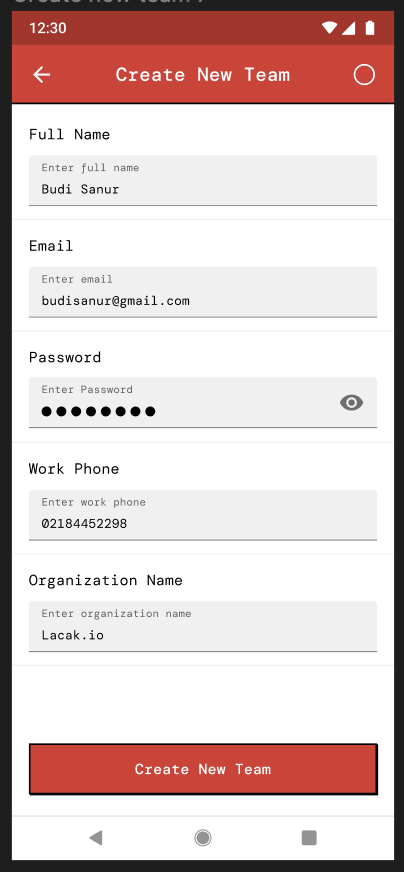 12:30
Create New Team
Full Name
Enter full name
Budi Sanur
Email
Enter email
budisanur@gmail.com
Password
Enter Password
Work Phone
Enter work phone
02184452298
Organization Name
Enter organization name
Lacak.io
Create New Team